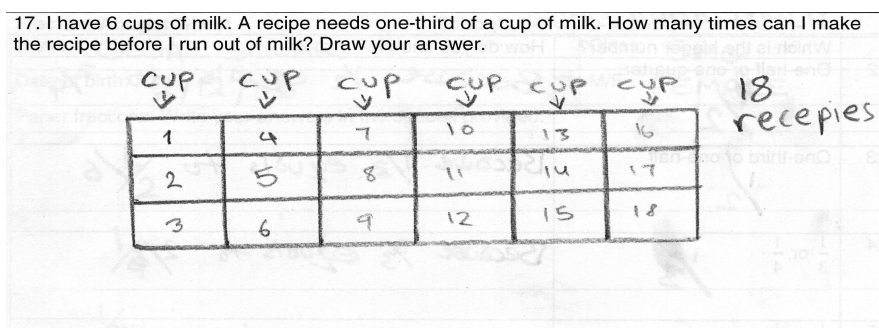 17. I have 6 cups of milk. A recipe needs one-third of a cup of milk. How many times can I make
the recipe before I run out of milk? Draw your answer.
cup cup cup cup cup cup
18
recepies
1 4 7 10 13 16
2 5 8 11 14 17
3 6 9 12 15 18